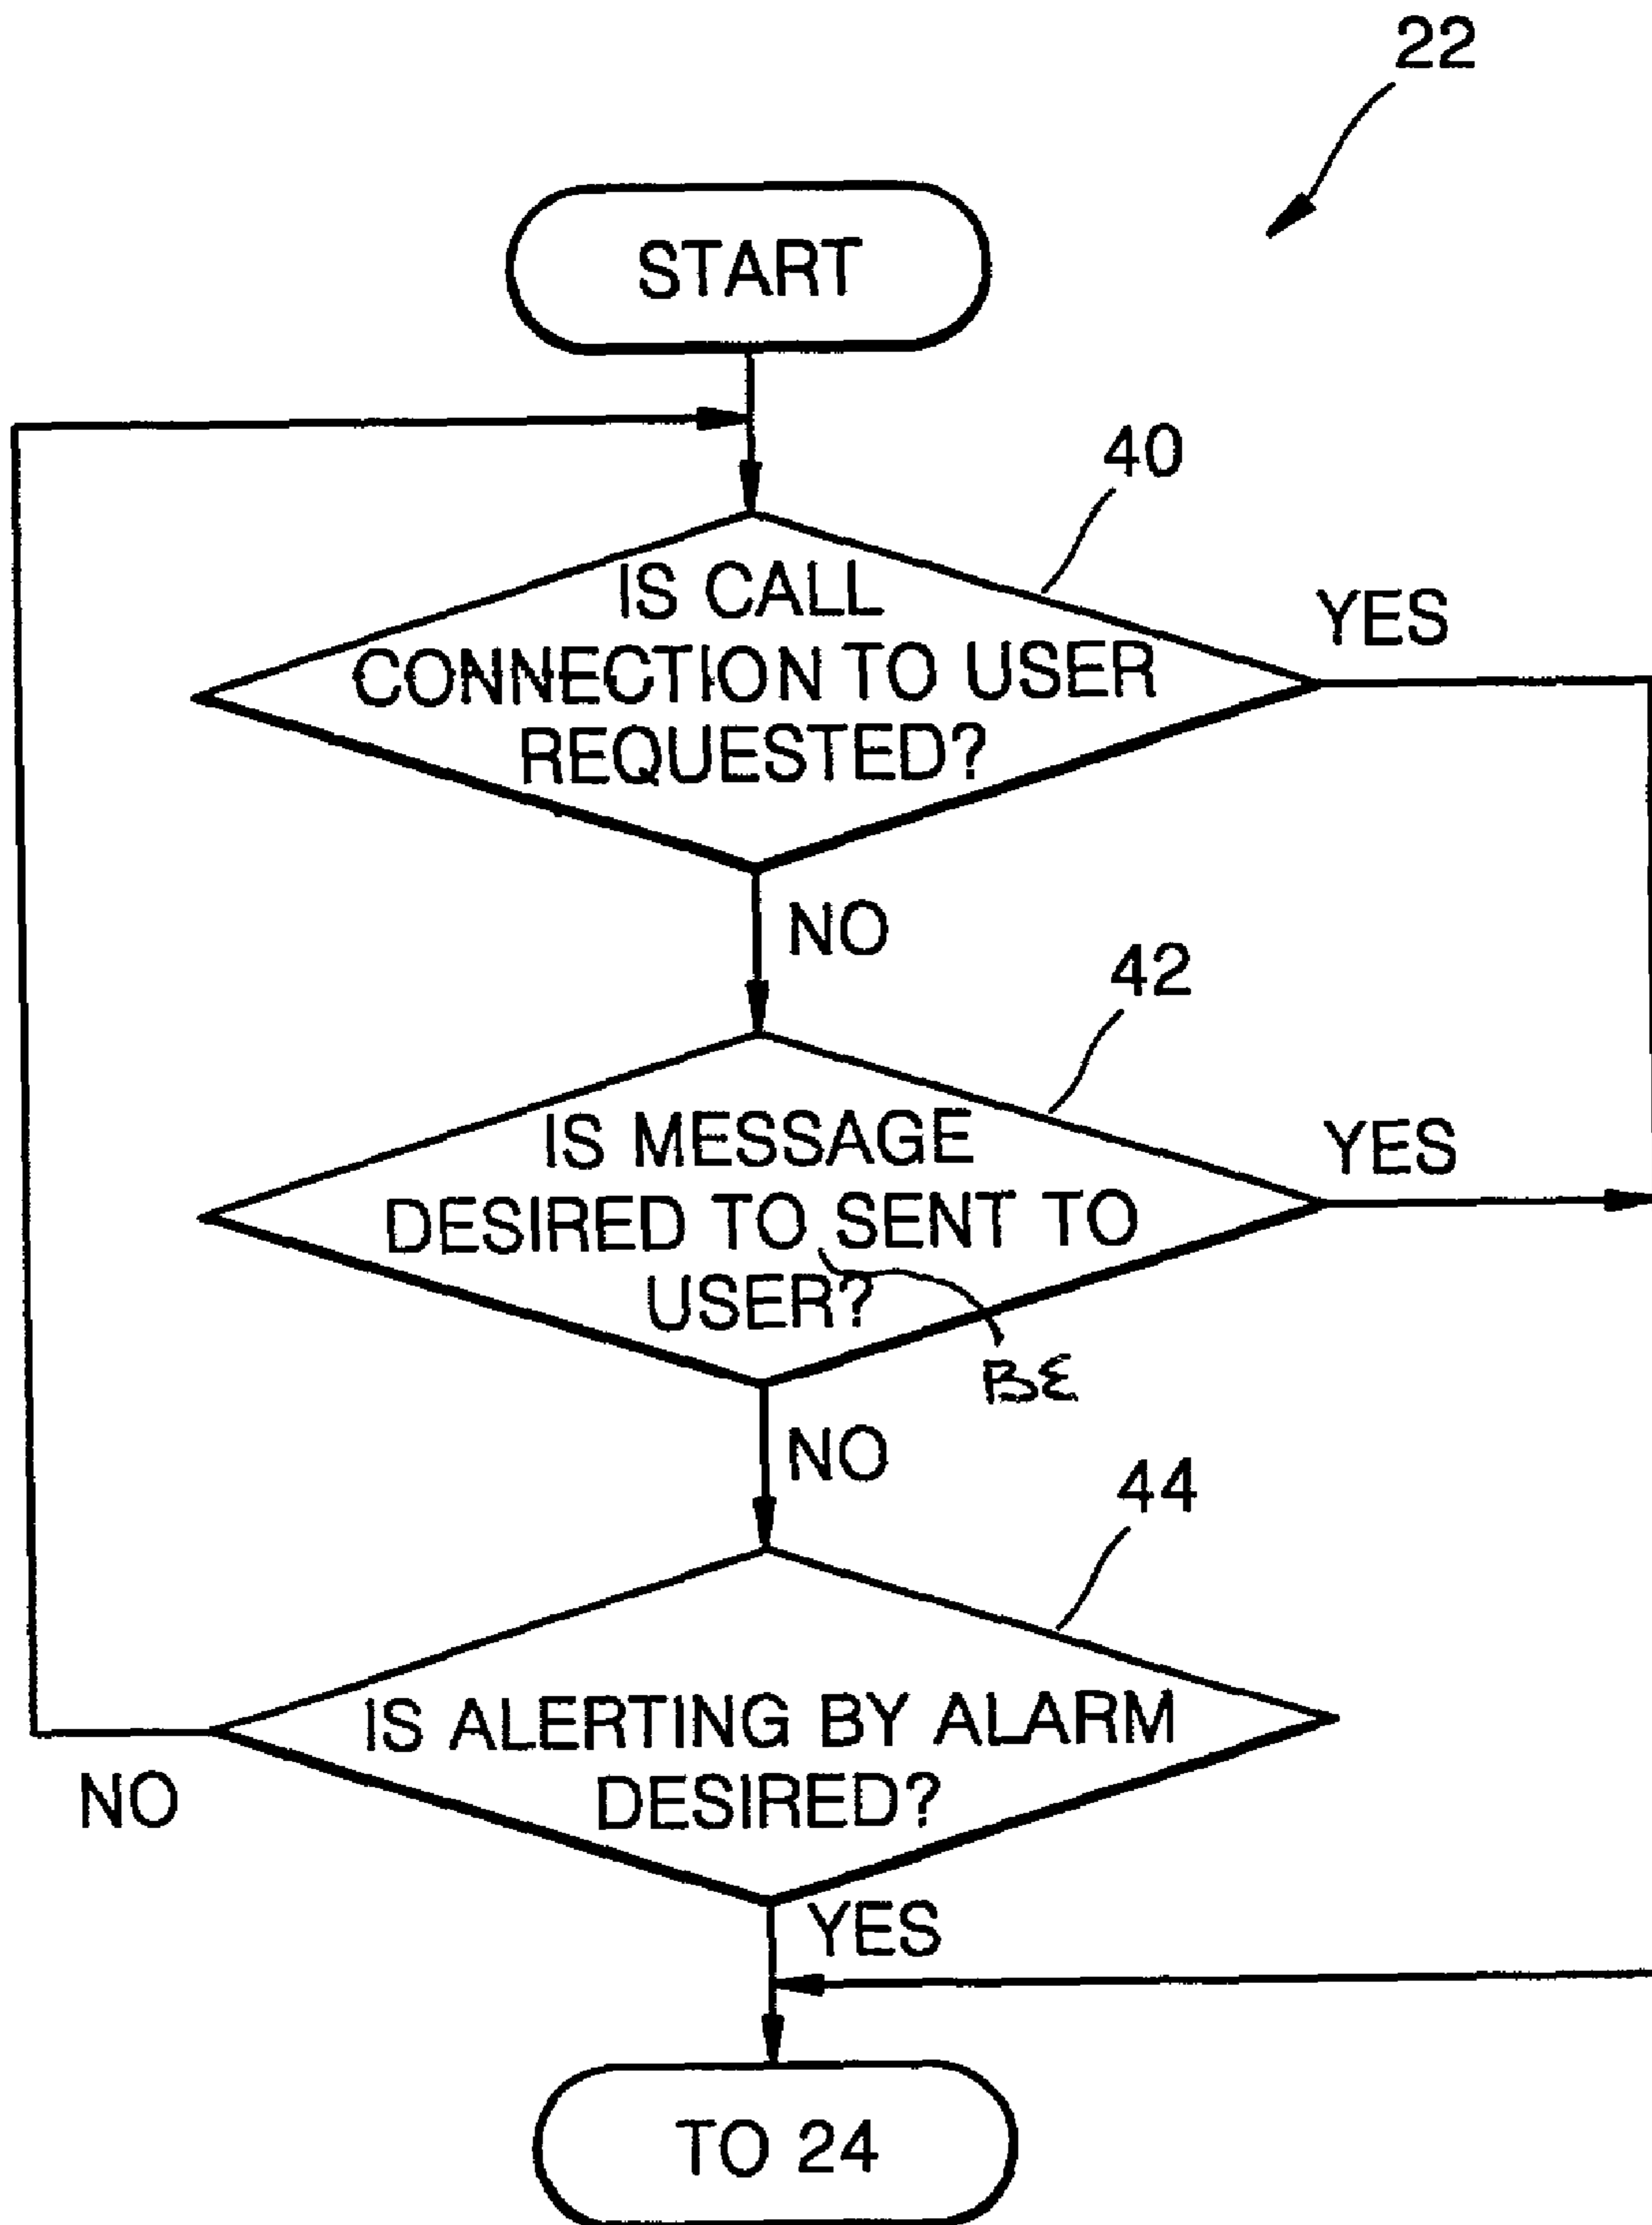 22
START
40
IS CALL
CONNECTION TO USER
REQUESTED?
YES
NO
42
IS MESSAGE
DESIRED TO SENT TO
USER?
BE
YES
NO
44
IS ALERTING BY ALARM
DESIRED?
NO
YES
TO 24